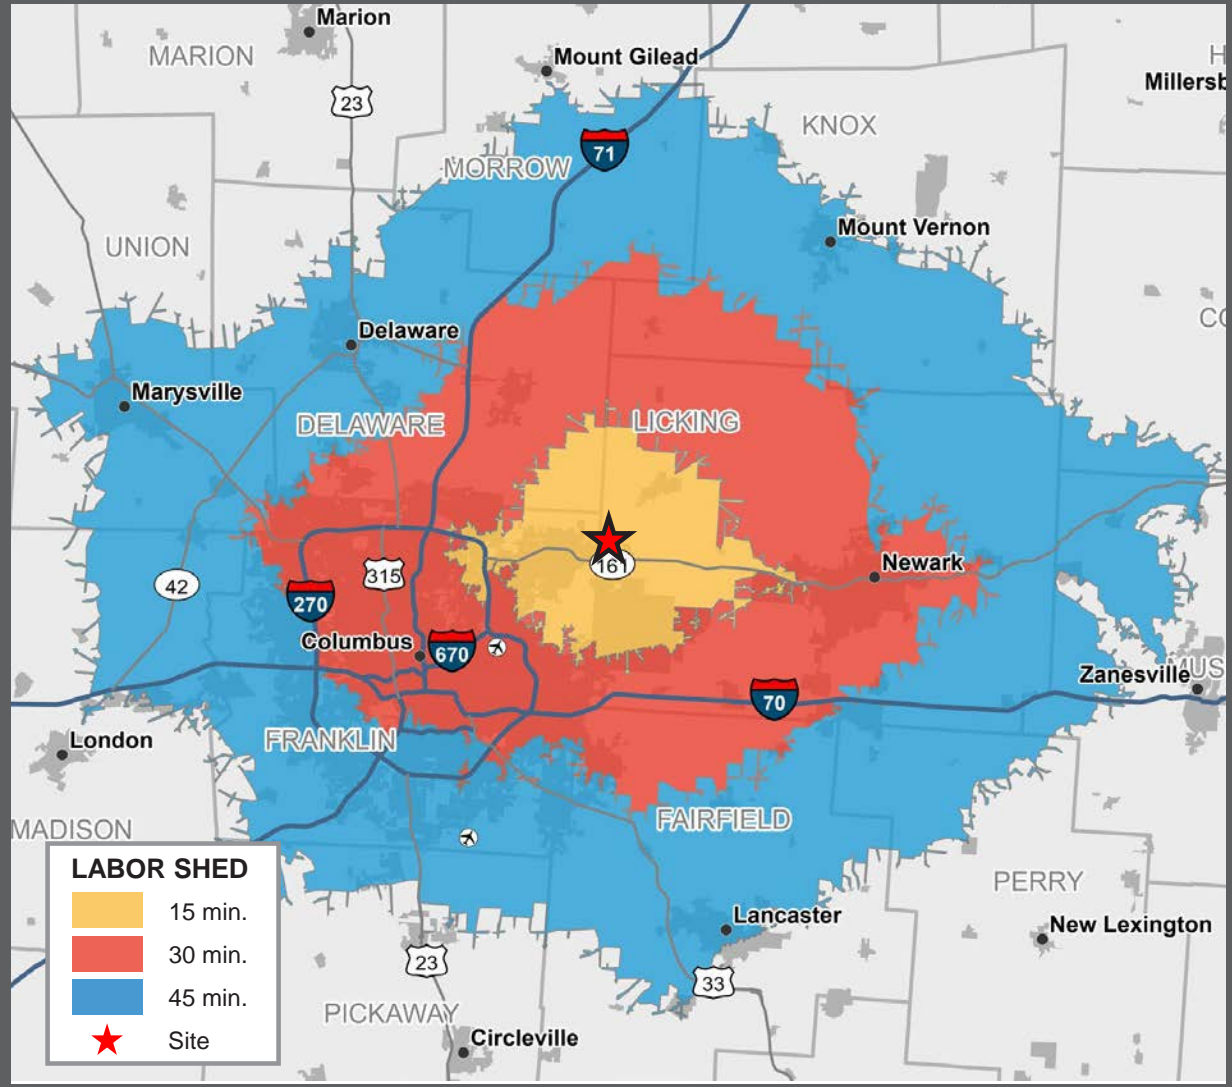 Marion
MARION
Mount Gilead
H
Millersb
23
KNOX
71
MORROW
Mount Vernon
UNION
CO
Delaware
Marysville
DELAWARE
LICKING
161
Newark
315
42
270
Columbus
670
Zanesville
MUS
70
London
FRANKLIN
FAIRFIELD
MADISON
LABOR SHED
15 min.
30 min.
45 min.
Site
PERRY
Lancaster
New Lexington
23
33
PICKAWAY
Circleville